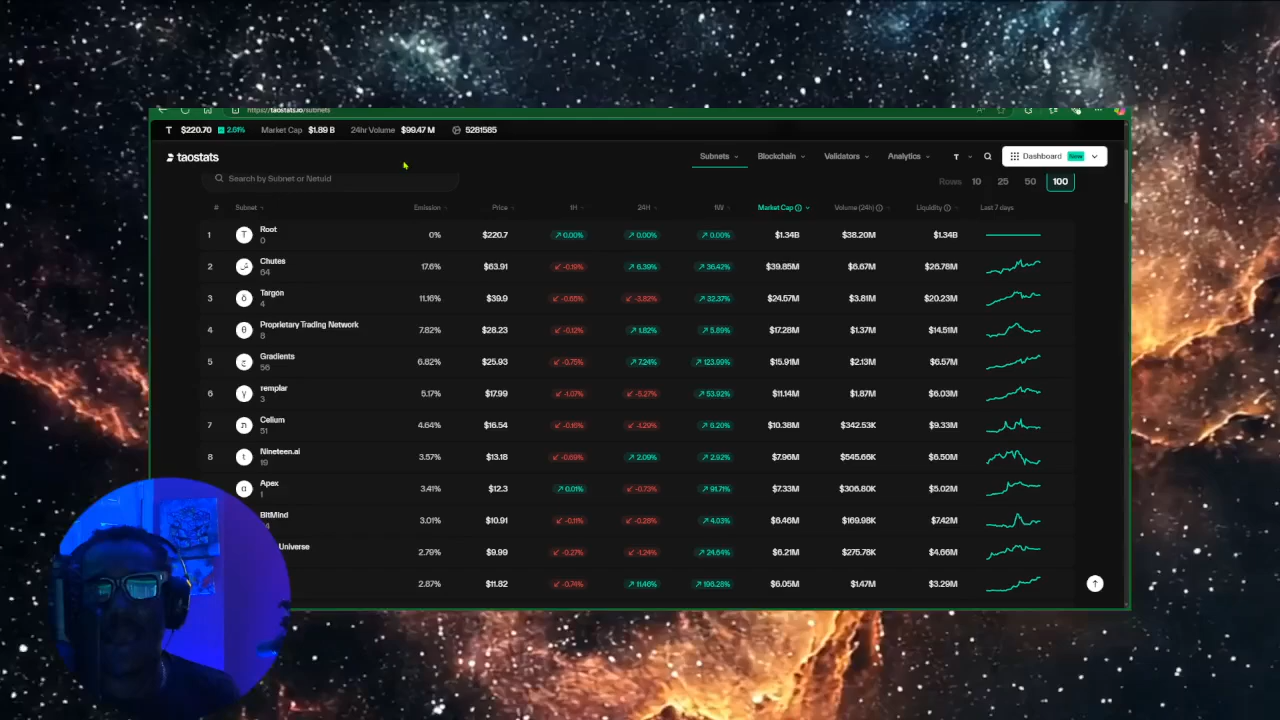 https://taostats.io/subnets
T $220.70 2.61% Market Cap $1.89 B 24hr Volume $99.47 M 5281585
taostats Subnets Blockchain Validators Analytics T Dashboard New
Search by Subnet or Netuid Rows 10 25 50 100
# Subnet Emission Price 1H 24H 1W Market Cap Volume (24h) Liquidity Last 7 days
1 T Root 0% $220.7 0.00% 0.00% 0.00% $1.34B $38.20M $1.34B
0
2 Chutes 17.6% $63.91 -0.19% 6.39% 36.42% $39.85M $6.67M $26.78M
64
3 Targon 11.16% $39.9 -0.65% -3.82% 32.37% $24.57M $3.81M $20.23M
4
4 θ Proprietary Trading Network 7.82% $28.23 -0.12% 1.82% 5.89% $17.28M $1.37M $14.51M
8
5 Gradients 6.82% $25.93 -0.75% 7.24% 123.99% $15.91M $2.13M $6.57M
56
6 γ templar 5.17% $17.99 -1.07% -5.27% 53.92% $11.14M $1.87M $6.03M
3
7 ת Celium 4.64% $16.54 -0.16% -1.29% 6.20% $10.38M $342.53K $9.33M
51
8 t Nineteen.ai 3.57% $13.18 -0.69% 2.09% 2.92% $7.96M $545.66K $6.50M
19
α Apex 3.41% $12.3 0.01% -0.73% 91.71% $7.33M $306.80K $5.02M
1
BitMind 3.01% $10.91 -0.11% -0.28% 4.03% $6.46M $169.98K $7.42M
4
Universe 2.79% $9.99 -0.27% -1.24% 24.64% $6.21M $275.78K $4.66M
2.87% $11.82 -0.74% 11.46% 196.28% $6.05M $1.47M $3.29M